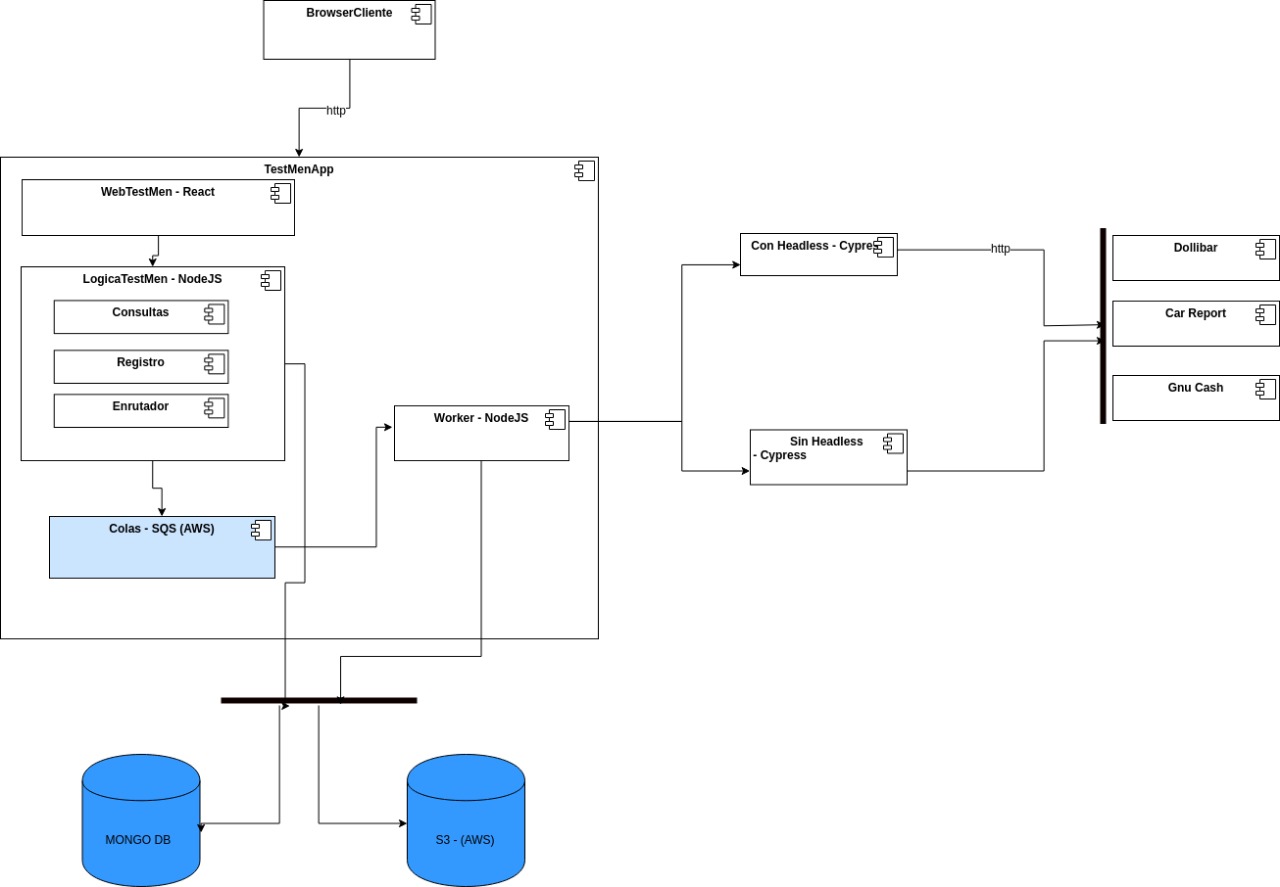 BrowserCliente
http
TestMenApp
WebTestMen - React
LogicaTestMen - NodeJS
Consultas
Registro
Enrutador
Colas - SQS (AWS)
Worker - NodeJS
Con Headless - Cypres
http
Sin Headless
- Cypress
Dollibar
Car Report
Gnu Cash
MONGO DB
S3 - (AWS)